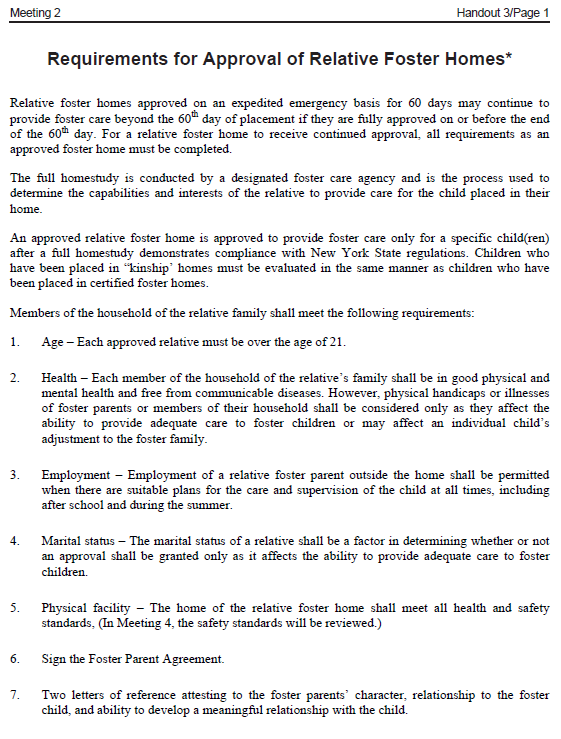 Meeting 2
Handout 3/Page 1
Requirements for Approval of Relative Foster Homes*
Relative foster homes approved on an expedited emergency basis for 60 days may continue to
provide foster care beyond the 60th day of placement if they are fully approved on or before the end
of the 60th day. For a relative foster home to receive continued approval, all requirements as an
approved foster home must be completed.
The full homestudy is conducted by a designated foster care agency and is the process used to
determine the capabilities and interests of the relative to provide care for the child placed in their
home.
An approved relative foster home is approved to provide foster care only for a specific child(ren)
after a full homestudy demonstrates compliance with New York State regulations. Children who
have been placed in “kinship’ homes must be evaluated in the same manner as children who have
been placed in certified foster homes.
Members of the household of the relative family shall meet the following requirements:
1. Age – Each approved relative must be over the age of 21.
2. Health – Each member of the household of the relative’s family shall be in good physical and
mental health and free from communicable diseases. However, physical handicaps or illnesses
of foster parents or members of their household shall be considered only as they affect the
ability to provide adequate care to foster children or may affect an individual child’s
adjustment to the foster family.
3. Employment – Employment of a relative foster parent outside the home shall be permitted
when there are suitable plans for the care and supervision of the child at all times, including
after school and during the summer.
4. Marital status – The marital status of a relative shall be a factor in determining whether or not
an approval shall be granted only as it affects the ability to provide adequate care to foster
children.
5. Physical facility – The home of the relative foster home shall meet all health and safety
standards, (In Meeting 4, the safety standards will be reviewed.)
6. Sign the Foster Parent Agreement.
7. Two letters of reference attesting to the foster parents’ character, relationship to the foster
child, and ability to develop a meaningful relationship with the child.